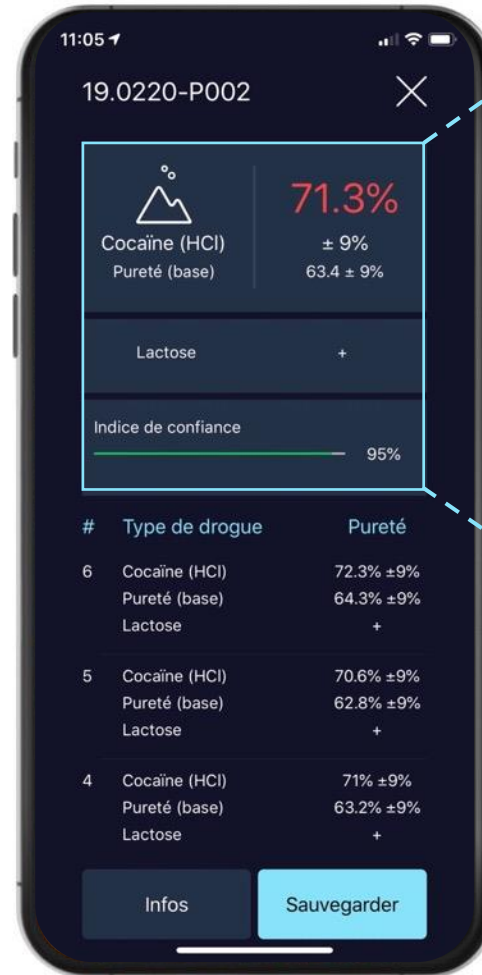 11:05
19.0220-P002
Cocaïne (HCl) 71.3%
± 9%
Pureté (base) 63.4 ± 9%
Lactose +
Indice de confiance
95%
# Type de drogue Pureté
6 Cocaïne (HCl) 72.3% ±9%
Pureté (base) 64.3% ±9%
Lactose +
5 Cocaïne (HCl) 70.6% ±9%
Pureté (base) 62.8% ±9%
Lactose +
4 Cocaïne (HCl) 71% ±9%
Pureté (base) 63.2% ±9%
Lactose +
Infos Sauvegarder